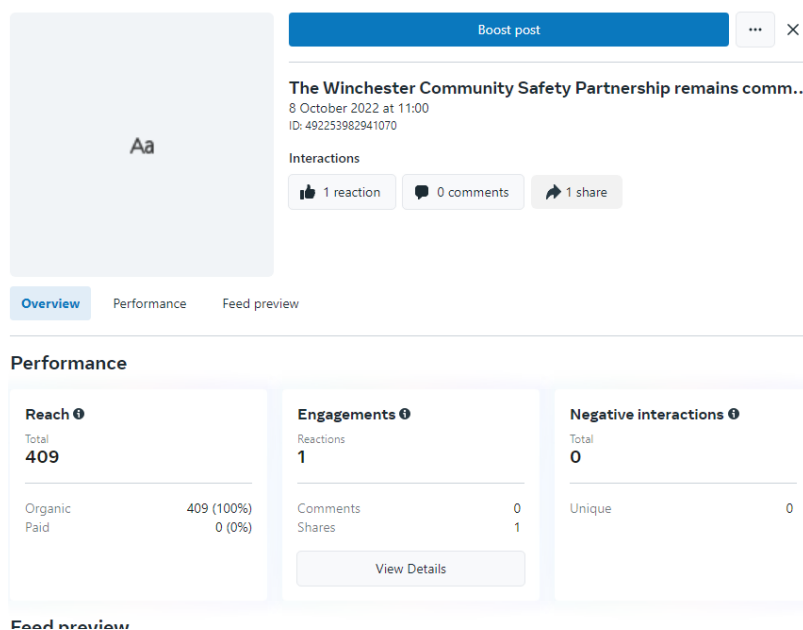 Boost post
Aa
The Winchester Community Safety Partnership remains comm..
8 October 2022 at 11:00
ID: 492253982941070
Interactions
1 reaction
0 comments
1 share
Overview Performance Feed preview
Performance
Reach Engagements Negative interactions
Total Reactions Total
409 1 0
Organic 409 (100%) Comments 0 Unique 0
Paid 0 (0%) Shares 1
View Details
Feed preview